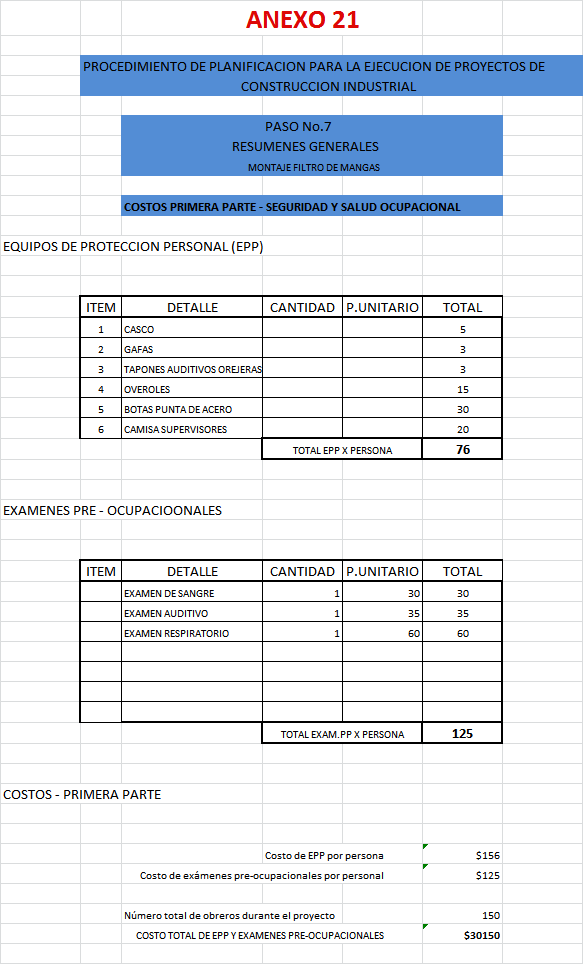 ANEXO 21
PROCEDIMIENTO DE PLANIFICACION PARA LA EJECUCION DE PROYECTOS DE
CONSTRUCCION INDUSTRIAL
PASO No.7
RESUMENES GENERALES
MONTAJE FILTRO DE MANGAS
COSTOS PRIMERA PARTE - SEGURIDAD Y SALUD OCUPACIONAL
EQUIPOS DE PROTECCION PERSONAL (EPP)
ITEM DETALLE CANTIDAD P.UNITARIO TOTAL
1 CASCO 5
2 GAFAS 3
3 TAPONES AUDITIVOS OREJERAS 3
4 OVEROLES 15
5 BOTAS PUNTA DE ACERO 30
6 CAMISA SUPERVISORES 20
TOTAL EPP X PERSONA 76
EXAMENES PRE - OCUPACIOONALES
ITEM DETALLE CANTIDAD P.UNITARIO TOTAL
EXAMEN DE SANGRE 1 30 30
EXAMEN AUDITIVO 1 35 35
EXAMEN RESPIRATORIO 1 60 60
TOTAL EXAM.PP X PERSONA 125
COSTOS - PRIMERA PARTE
Costo de EPP por persona $156
Costo de exámenes pre-ocupacionales por personal $125
Número total de obreros durante el proyecto 150
COSTO TOTAL DE EPP Y EXAMENES PRE-OCUPACIONALES $30150